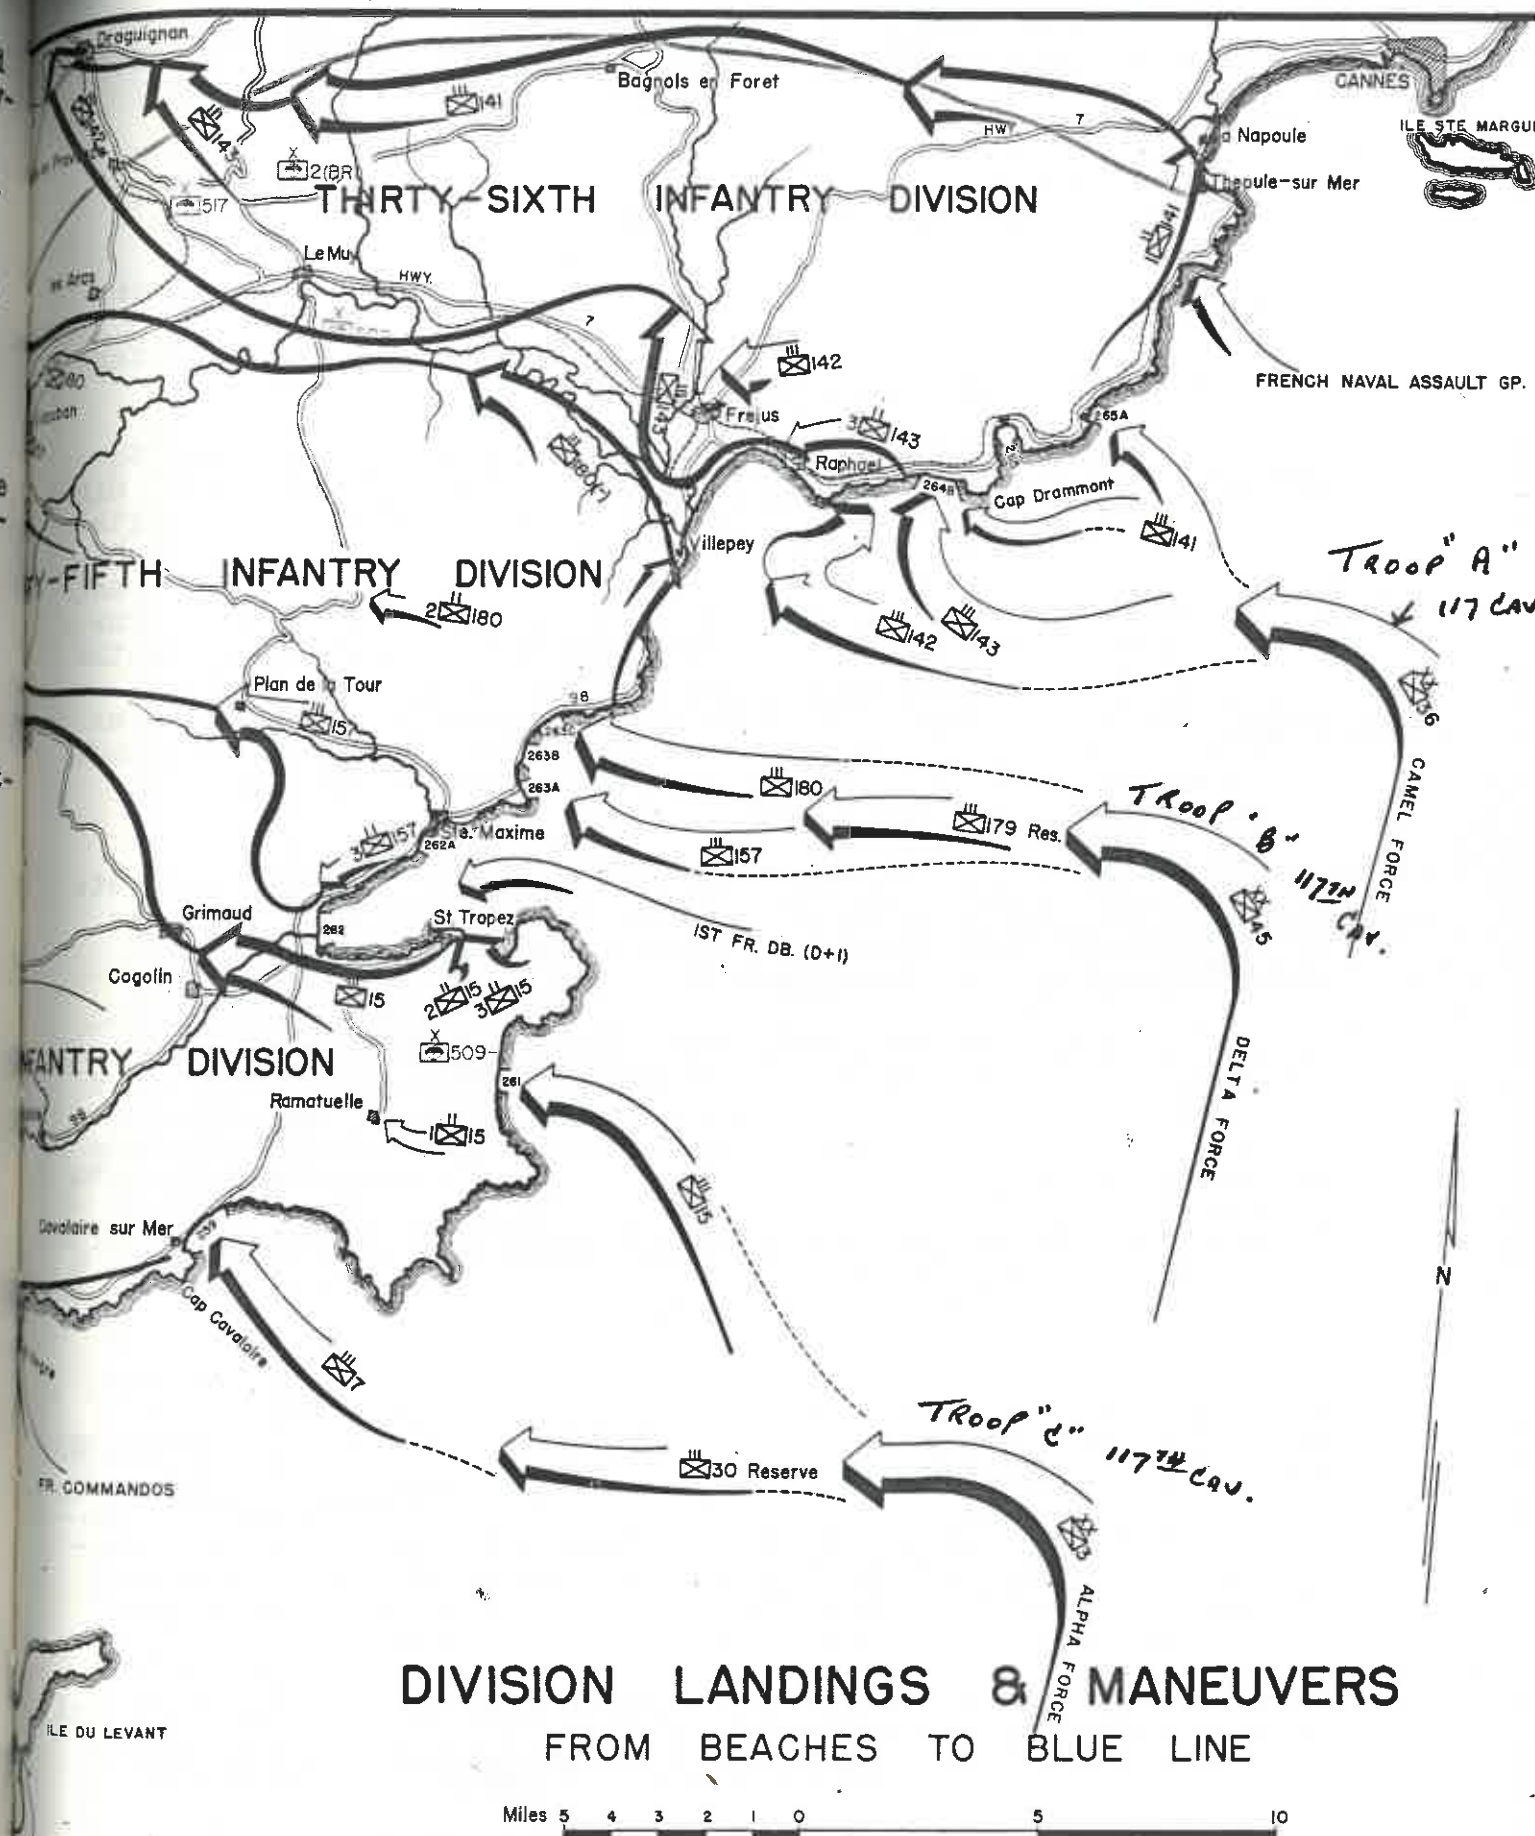 Draguignan
Bagnols en Foret
CANNES
ILE STE
141
143
HWY
7
Napoule
2(BR
Theoule-sur Mer
517
THIRTY-SIXTH INFANTRY DIVISION
141
Le Muy
HWY.
7
142
FRENCH NAVAL ASSAULT GP.
143
Frejus
3 143
265A
Raphael
264B
Cap Drammont
141
Villepey
TROOP "A"
117 CAV
FIFTH INFANTRY DIVISION
2 180
142
143
36
Plan de la Tour
157
98
263B
263A
180
CAMEL FORCE
TROOP "B"
117TH CAV.
179 Res.
3 157
Ste. Maxime
262A
157
45
Grimaud
St Tropez
262
1ST FR. DB. (D+1)
Cogolin
15
2 15
3 15
509-
DELTA FORCE
DIVISION
261
Ramatuelle
1 15
98
15
sur Mer
259
N
Cap Cavalaire
7
TROOP "C"
117TH CAV.
30 Reserve
FR. COMMANDOS
3
ALPHA FORCE
DIVISION LANDINGS & MANEUVERS
ILE DU LEVANT
FROM BEACHES TO BLUE LINE
Miles 5 4 3 2 1 0 5 10